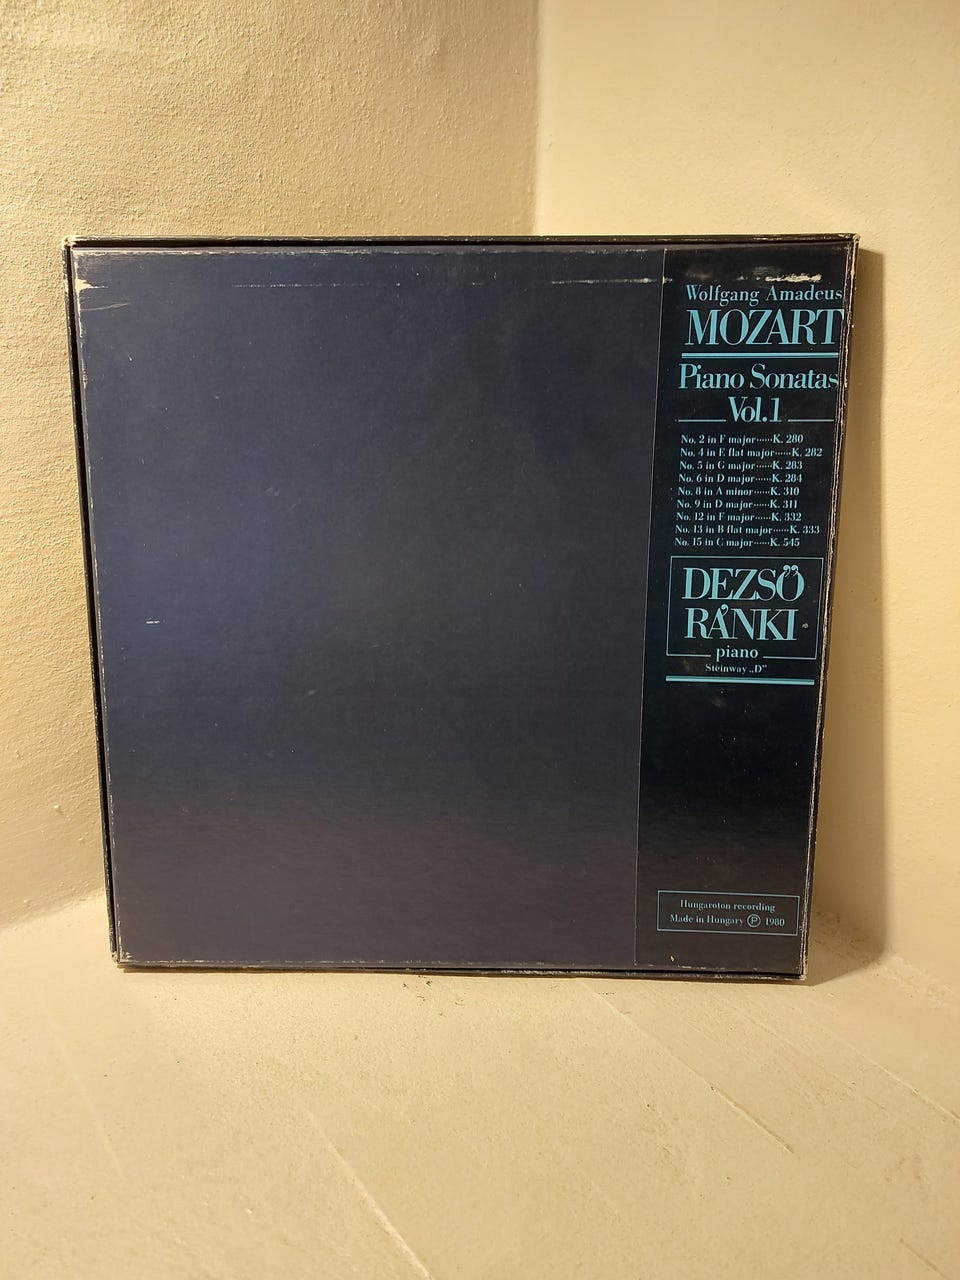 Wolfgang Amadeus
MOZART
Piano Sonatas
Vol.1
No. 2 in F major······K. 280
No. 4 in E flat major······K. 282
No. 5 in G major······K. 283
No. 6 in D major······K. 284
No. 8 in A minor······K. 310
No. 9 in D major······K. 311
No. 12 in F major······K. 332
No. 13 in B flat major······K. 333
No. 15 in C major······K. 545
DEZSŐ
RÁNKI
piano
Steinway „D”
Hungaroton recording
Made in Hungary Ⓟ 1980